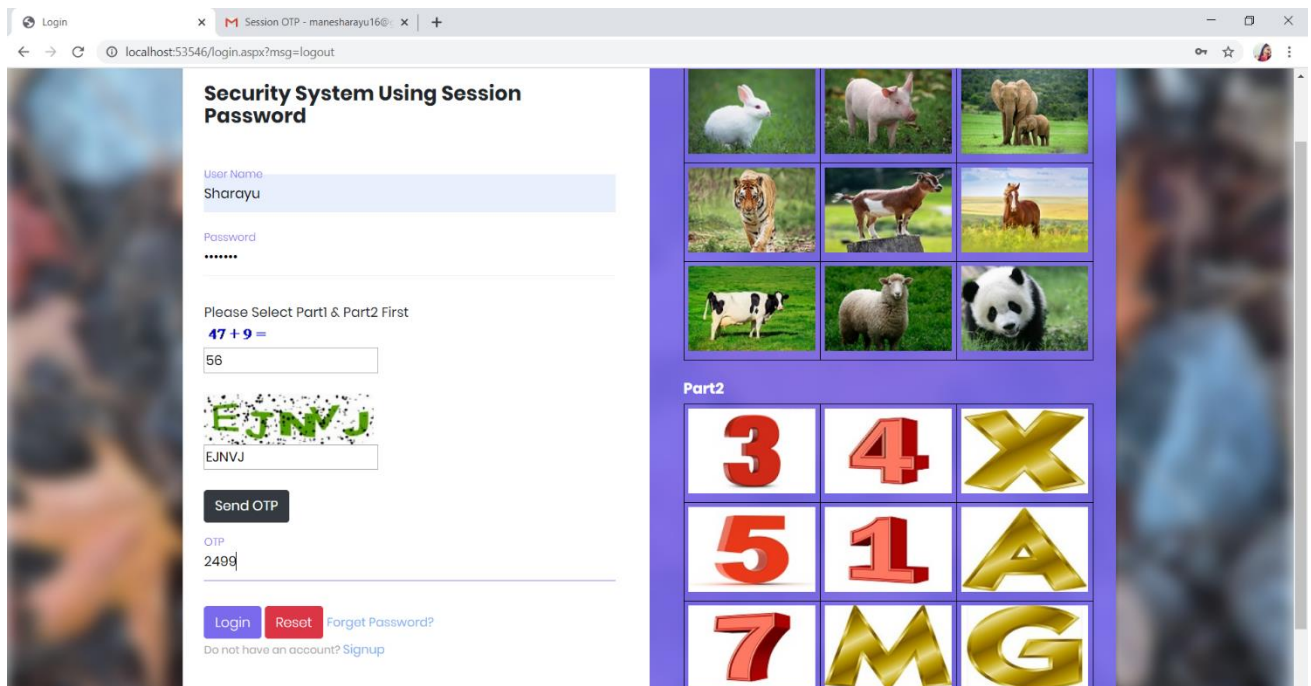 Login
Session OTP - manesharayu16@
localhost:53546/login.aspx?msg=logout
Security System Using Session
Password
User Name
Sharayu
Password
Please Select Part1 & Part2 First
47 + 9 =
56
EJNVJ
EJNVJ
Send OTP
OTP
2499
Login Reset Forget Password?
Do not have an account? Signup
Part2
3 4 X
5 1 A
7 M G